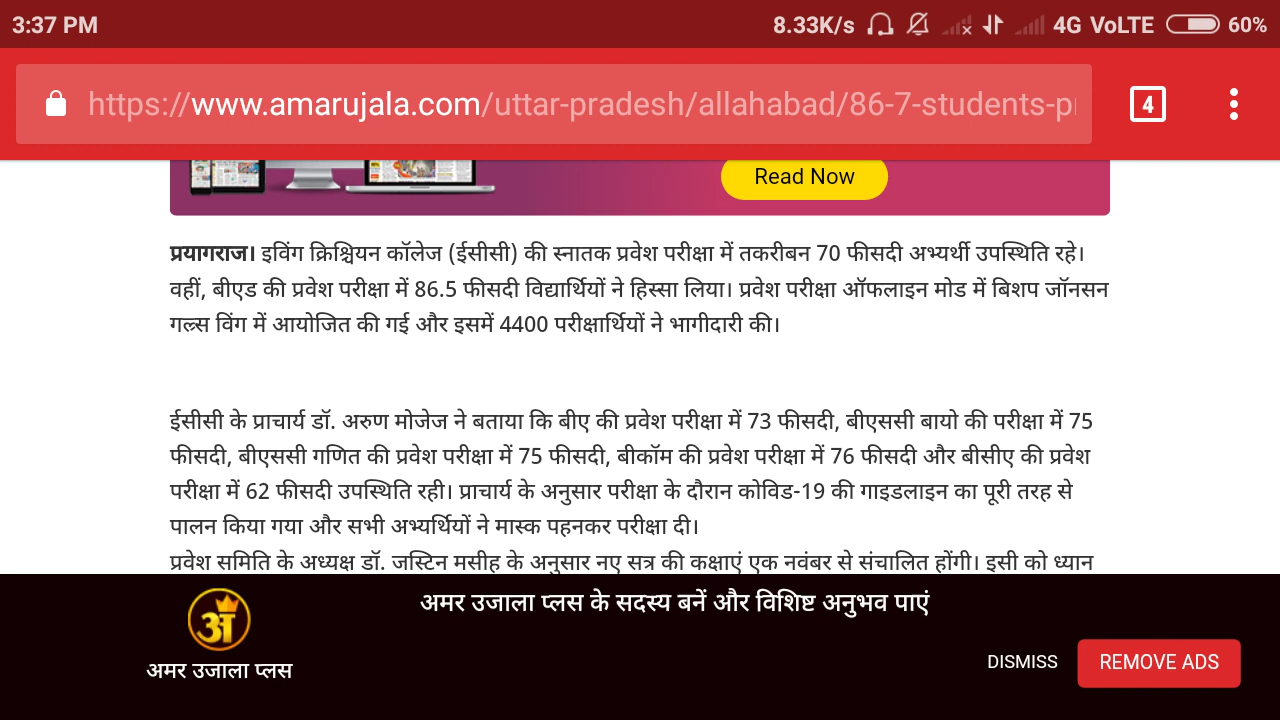 3:37 PM
8.33K/s 4G VoLTE 60%
https://www.amarujala.com/uttar-pradesh/allahabad/86-7-students-p
4
Read Now
प्रयागराज। इविंग क्रिश्चियन कॉलेज (ईसीसी) की स्नातक प्रवेश परीक्षा में तकरीबन 70 फीसदी अभ्यर्थी उपस्थिति रहे।
वहीं, बीएड की प्रवेश परीक्षा में 86.5 फीसदी विद्यार्थियों ने हिस्सा लिया। प्रवेश परीक्षा ऑफलाइन मोड में बिशप जॉनसन
गर्ल्स विंग में आयोजित की गई और इसमें 4400 परीक्षार्थियों ने भागीदारी की।
ईसीसी के प्राचार्य डॉ. अरुण मोजेज ने बताया कि बीए की प्रवेश परीक्षा में 73 फीसदी, बीएससी बायो की परीक्षा में 75
फीसदी, बीएससी गणित की प्रवेश परीक्षा में 75 फीसदी, बीकॉम की प्रवेश परीक्षा में 76 फीसदी और बीसीए की प्रवेश
परीक्षा में 62 फीसदी उपस्थिति रही। प्राचार्य के अनुसार परीक्षा के दौरान कोविड-19 की गाइडलाइन का पूरी तरह से
पालन किया गया और सभी अभ्यर्थियों ने मास्क पहनकर परीक्षा दी।
प्रवेश समिति के अध्यक्ष डॉ. जस्टिन मसीह के अनुसार नए सत्र की कक्षाएं एक नवंबर से संचालित होंगी। इसी को ध्यान
अमर उजाला प्लस के सदस्य बनें और विशिष्ट अनुभव पाएं
अ
अमर उजाला प्लस
DISMISS
REMOVE ADS